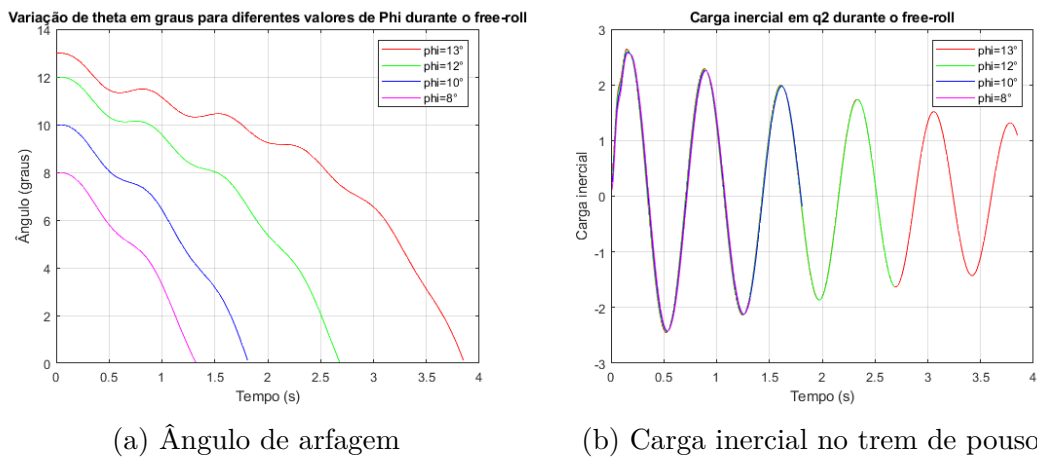 Variação de theta em graus para diferentes valores de Phi durante o free-roll
14
12
10
8
6
4
2
0
Ângulo (graus)
phi=13°
phi=12°
phi=10°
phi=8°
0
0.5
1
1.5
2
2.5
3
3.5
4
Tempo (s)
(a) Ângulo de arfagem
Carga inercial em q2 durante o free-roll
3
2
1
0
-1
-2
-3
Carga inercial
phi=13°
phi=12°
phi=10°
phi=8°
0
0.5
1
1.5
2
2.5
3
3.5
4
Tempo (s)
(b) Carga inercial no trem de pouso